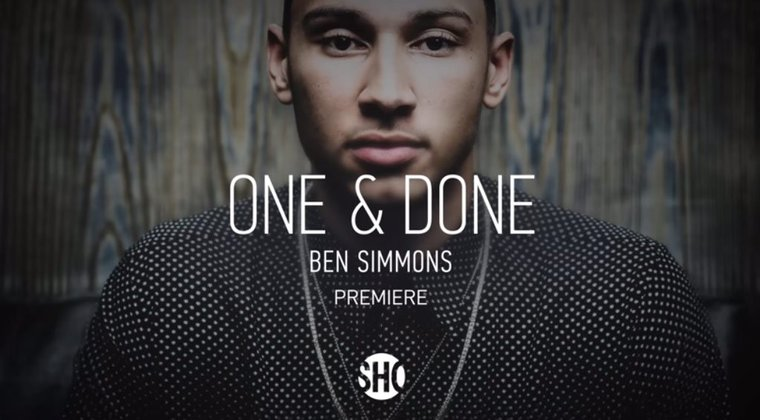 ONE & DONE
BEN SIMMONS
PREMIERE
SHO